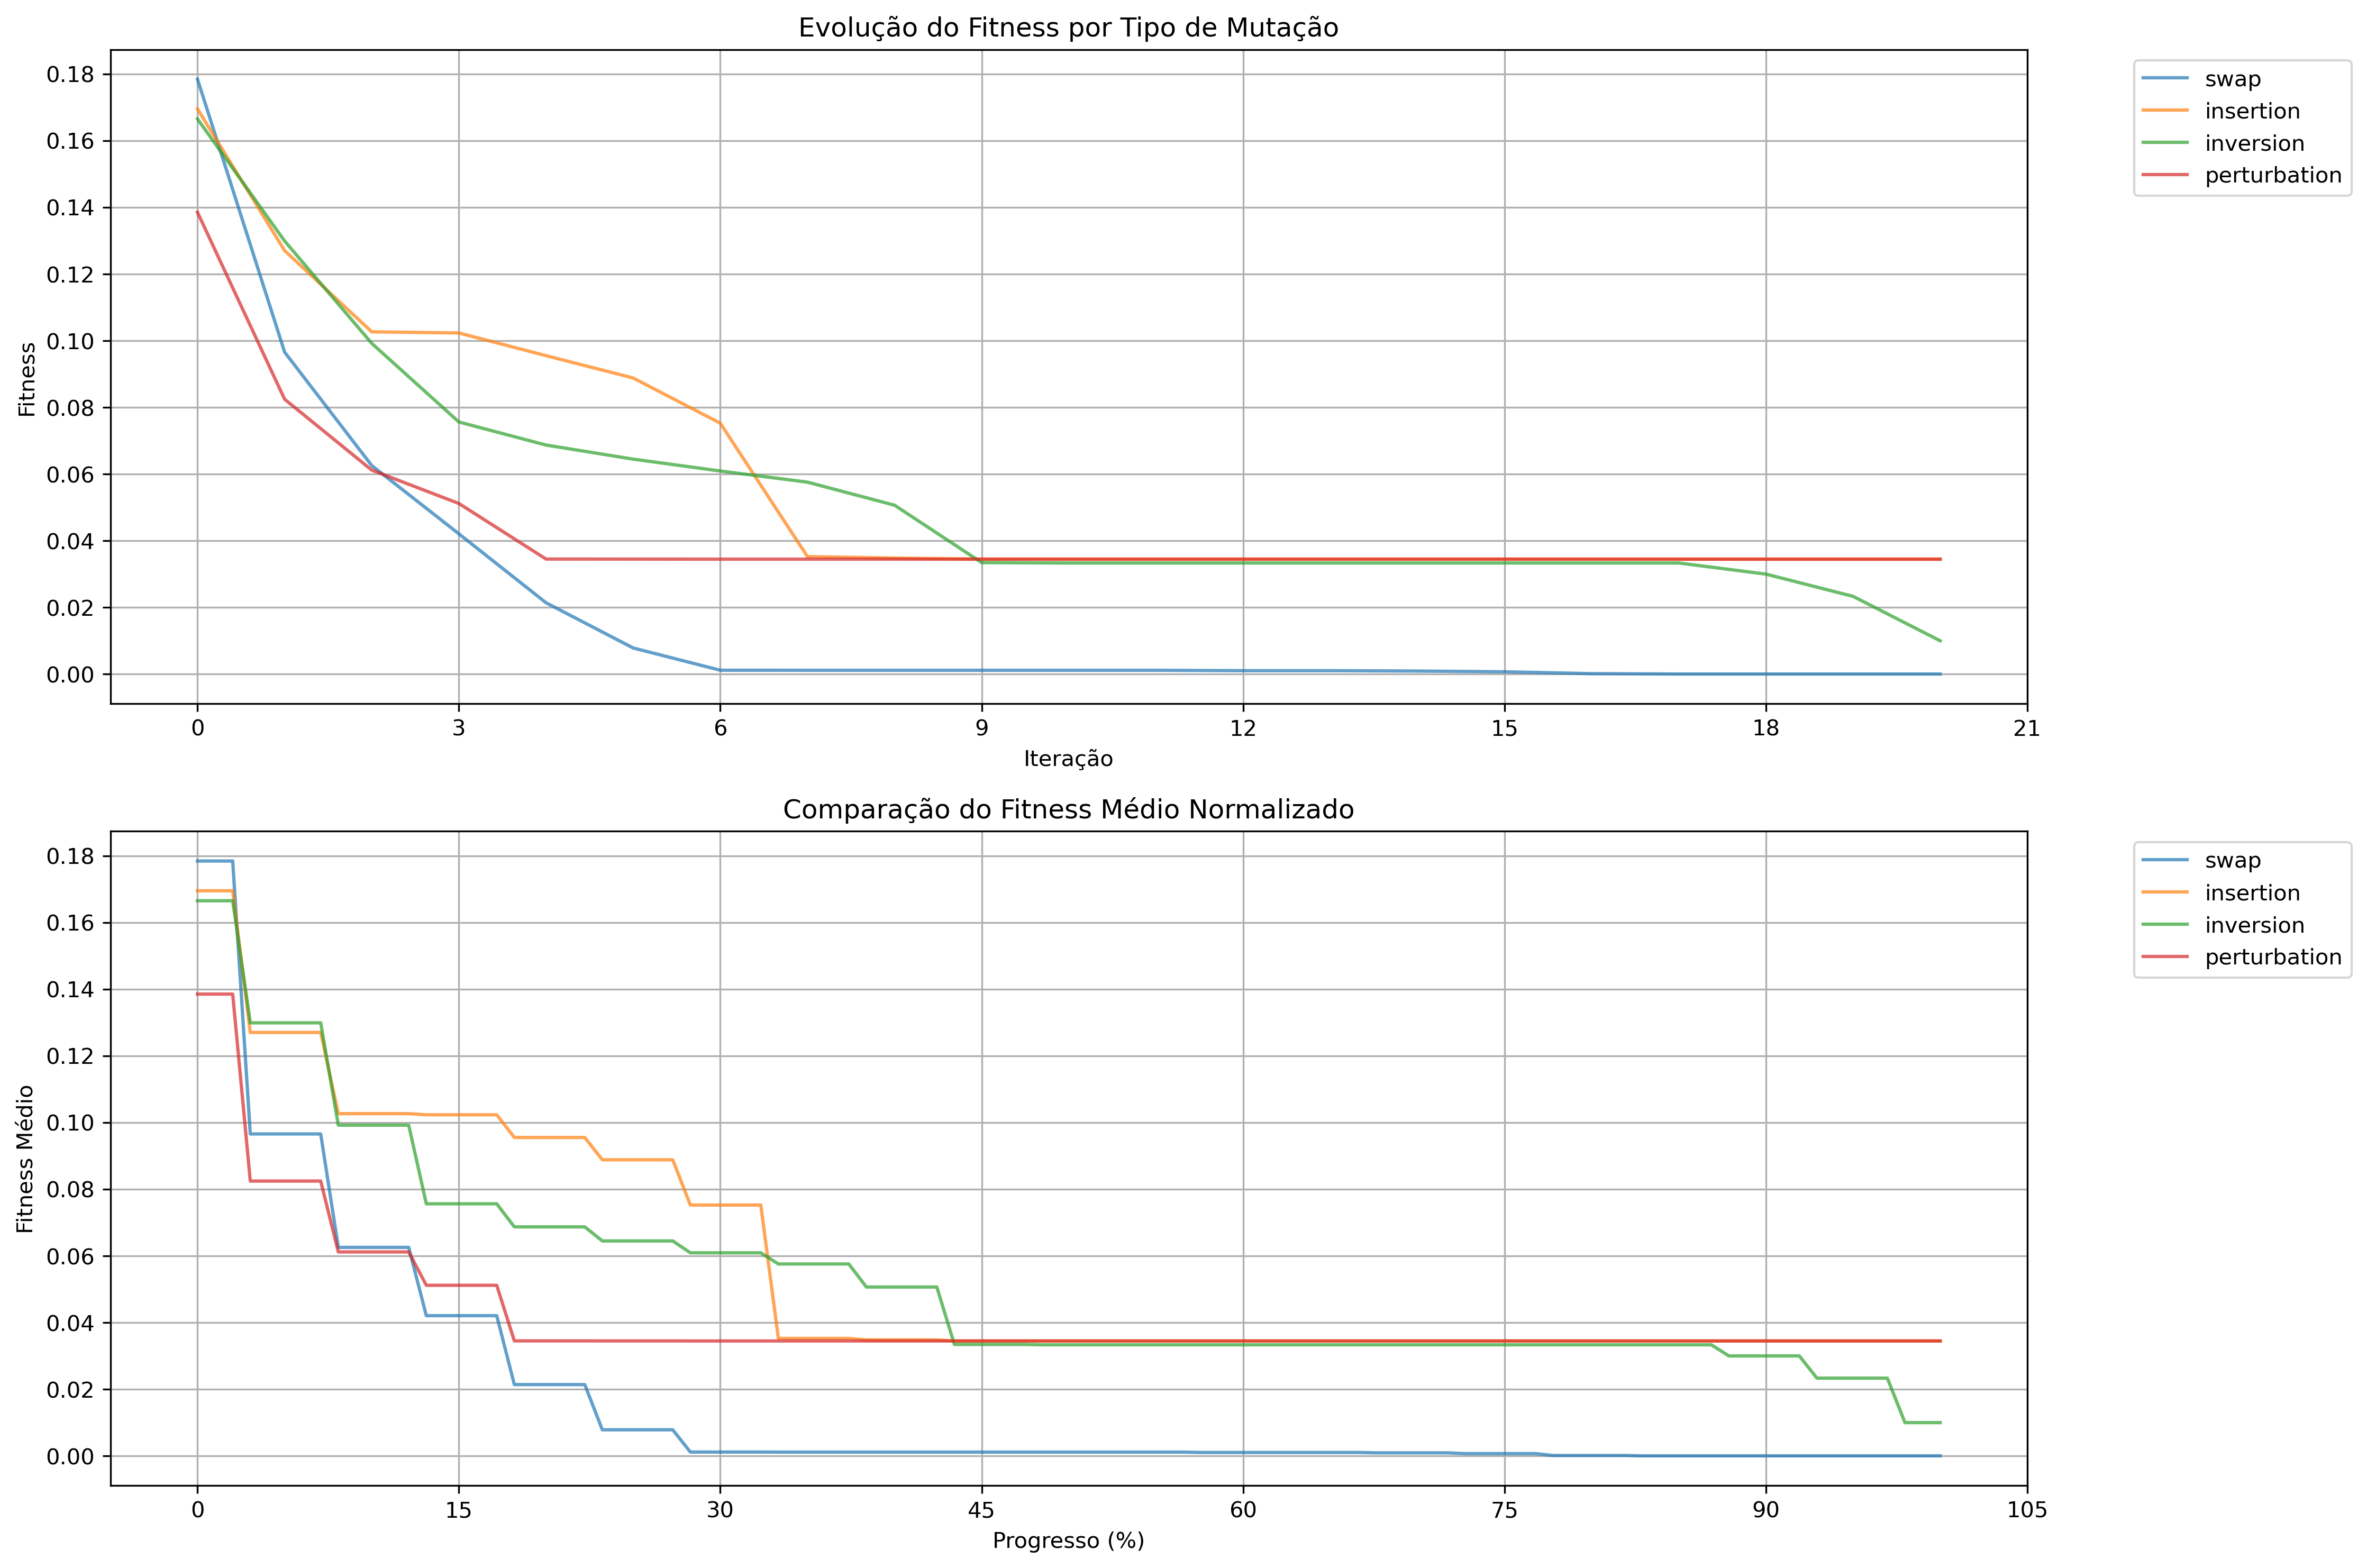 Evolução do Fitness por Tipo de Mutação
Fitness
0.18
0.16
0.14
0.12
0.10
0.08
0.06
0.04
0.02
0.00
0 3 6 9 12 15 18 21
Iteração
swap
insertion
inversion
perturbation
Comparação do Fitness Médio Normalizado
Fitness Médio
0.18
0.16
0.14
0.12
0.10
0.08
0.06
0.04
0.02
0.00
0 15 30 45 60 75 90 105
Progresso (%)
swap
insertion
inversion
perturbation